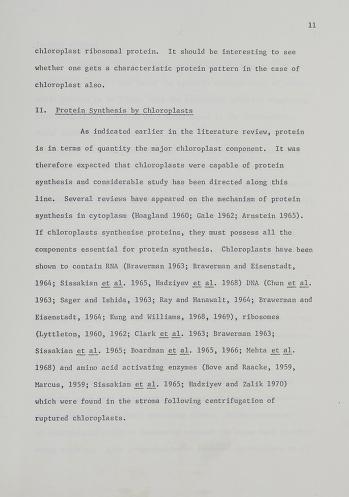 11
chloroplast ribosomal protein. It should be interesting to see
whether one gets a characteristic protein pattern in the case of
chloroplast also.
II. Protein Synthesis by Chloroplasts
As indicated earlier in the literature review, protein
is in terms of quantity the major chloroplast component. It was
therefore expected that chloroplasts were capable of protein
synthesis and considerable study has been directed along this
line. Several reviews have appeared on the mechanism of protein
synthesis in cytoplasm (Hoagland 1960; Gale 1962; Arnstein 1965).
If chloroplasts synthesise proteins, they must possess all the
components essential for protein synthesis. Chloroplasts have been
shown to contain RNA (Brawerman 1963; Brawerman and Eisenstadt,
1964; Sissakian et al. 1965, Hadziyev et al. 1968) DNA (Chun et al.
1963; Sager and Ishida, 1963; Ray and Hanawalt, 1964; Brawerman and
Eisenstadt, 1964; Kung and Williams, 1968, 1969), ribosomes
(Lyttleton, 1960, 1962; Clark et al. 1963; Brawerman 1963;
Sissakian et al. 1965; Boardman et al. 1965, 1966; Mehta et al.
1968) and amino acid activating enzymes (Bove and Raacke, 1959,
Marcus, 1959; Sissakian et al. 1965; Hadziyev and Zalik 1970)
which were found in the stroma following centrifugation of
ruptured chloroplasts.